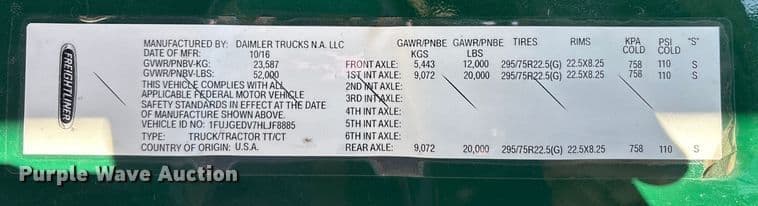 FREIGHTLINER
MANUFACTURED BY: DAIMLER TRUCKS N.A. LLC
DATE OF MFR: 10/16
GVWR/PNBV-KG: 23,587
GVWR/PNBV-LBS: 52,000
THIS VEHICLE COMPLIES WITH ALL
APPLICABLE FEDERAL MOTOR VEHICLE
SAFETY STANDARDS IN EFFECT AT THE DATE
OF MANUFACTURE SHOWN ABOVE.
VEHICLE ID NO: 1FUJGEDV7HLJF8885
TYPE: TRUCK/TRACTOR TT/CT
COUNTRY OF ORIGIN: U.S.A.
GAWR/PNBE GAWR/PNBE TIRES RIMS KPA PSI "S"
KGS LBS COLD COLD
FRONT AXLE: 5,443 12,000 295/75R22.5(G) 22.5X8.25 758 110 S
1ST INT AXLE: 9,072 20,000 295/75R22.5(G) 22.5X8.25 758 110 S
2ND INT AXLE:
3RD INT AXLE:
4TH INT AXLE:
5TH INT AXLE:
6TH INT AXLE:
REAR AXLE: 9,072 20,000 295/75R22.5(G) 22.5X8.25 758 110 S
Purple Wave Auction